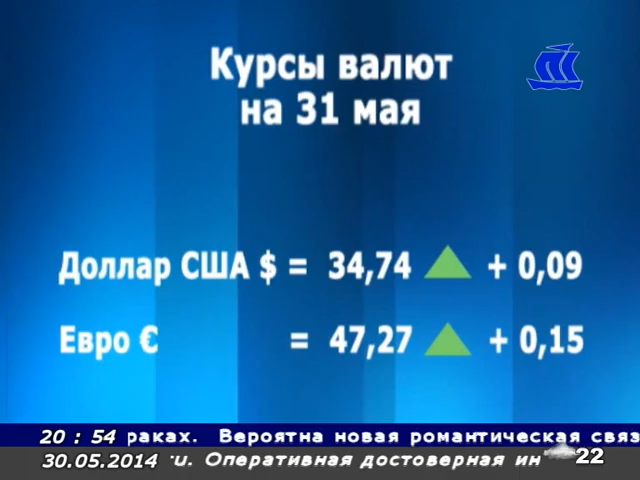 Курсы валют
на 31 мая
Доллар США $ = 34,74 + 0,09
Евро € = 47,27 + 0,15
20 : 54 раках. Вероятна новая романтическая связ
30.05.2014 и. Оперативная достоверная ин 22